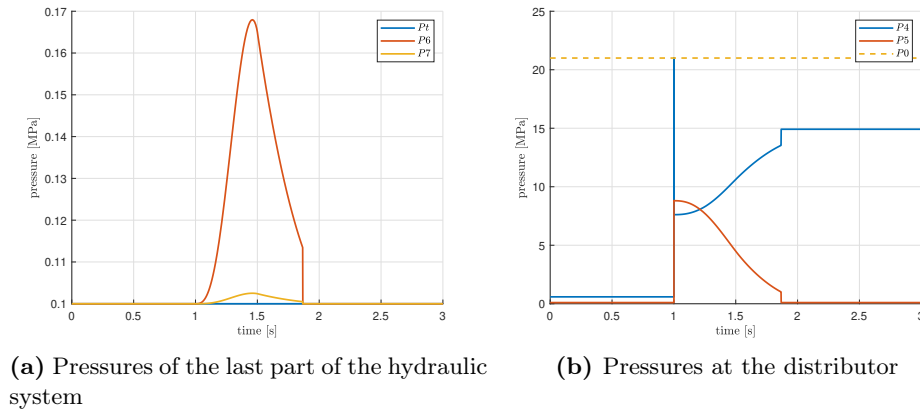 0.17
0.16
0.15
0.14
0.13
0.12
0.11
0.1
pressure [MPa]
Pt
P6
P7
0 0.5 1 1.5 2 2.5 3
time [s]
(a) Pressures of the last part of the hydraulic
system
25
20
15
10
5
0
pressure [MPa]
P4
P5
P0
0 0.5 1 1.5 2 2.5 3
time [s]
(b) Pressures at the distributor